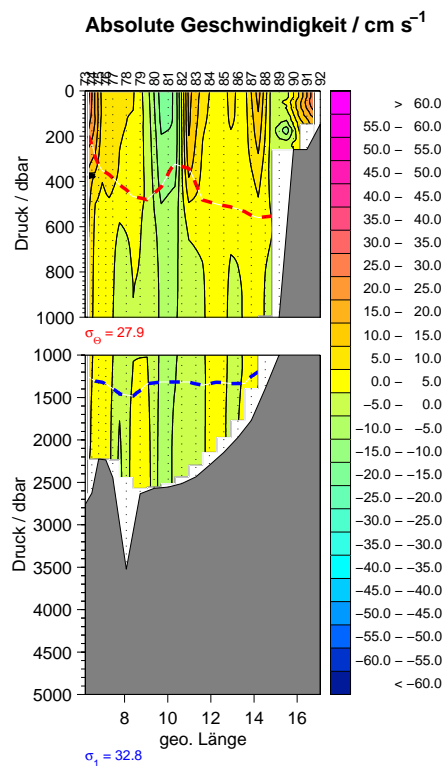 Absolute Geschwindigkeit / cm s⁻¹
73 74 75 76 77 78 79 80 81 82 83 84 85 86 87 88 89 90 91 92
0
200
400
600
800
1000
Druck / dbar
σΘ = 27.9
1000
1500
2000
2500
3000
3500
4000
4500
5000
Druck / dbar
8 10 12 14 16
geo. Länge
σ₁ = 32.8
> 60.0
55.0 – 60.0
50.0 – 55.0
45.0 – 50.0
40.0 – 45.0
35.0 – 40.0
30.0 – 35.0
25.0 – 30.0
20.0 – 25.0
15.0 – 20.0
10.0 – 15.0
5.0 – 10.0
0.0 – 5.0
−5.0 – 0.0
−10.0 – −5.0
−15.0 – −10.0
−20.0 – −15.0
−25.0 – −20.0
−30.0 – −25.0
−35.0 – −30.0
−40.0 – −35.0
−45.0 – −40.0
−50.0 – −45.0
−55.0 – −50.0
−60.0 – −55.0
< −60.0